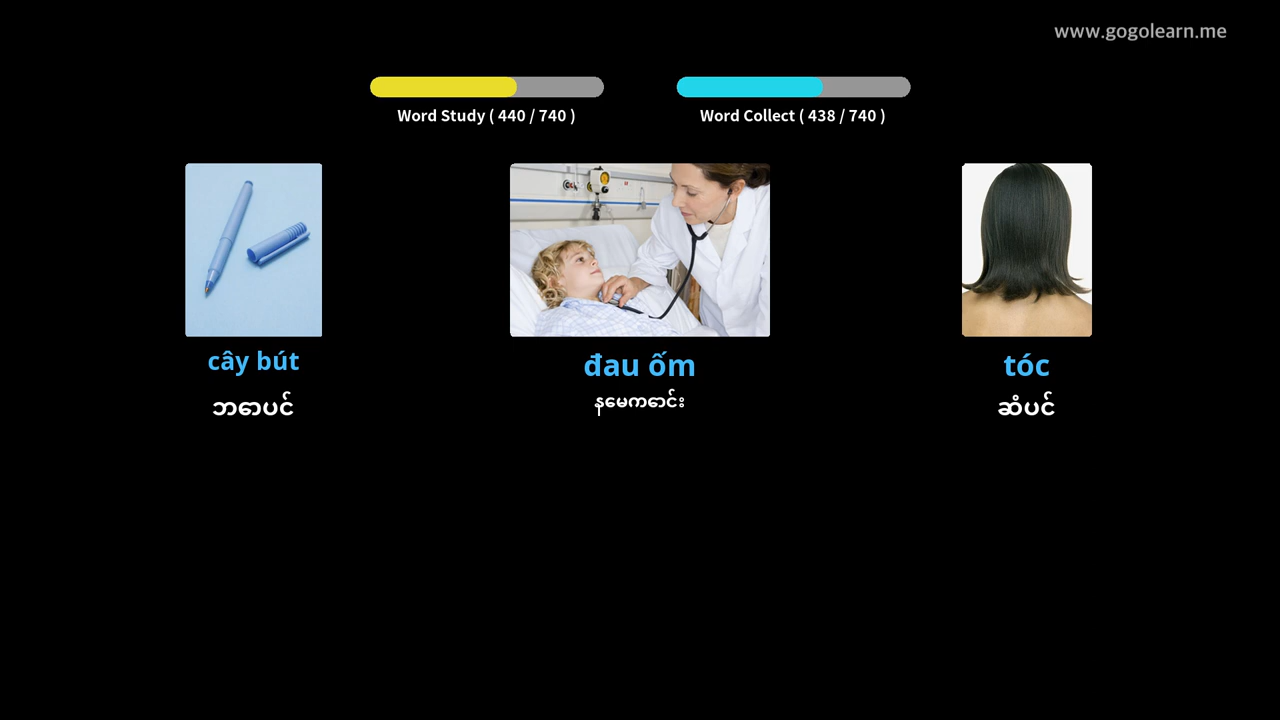 www.gogolearn.me
Word Study ( 440 / 740 )
Word Collect ( 438 / 740 )
cây bút
đau ốm
tóc
ဘောပင်
နေမကောင်း
ဆံပင်